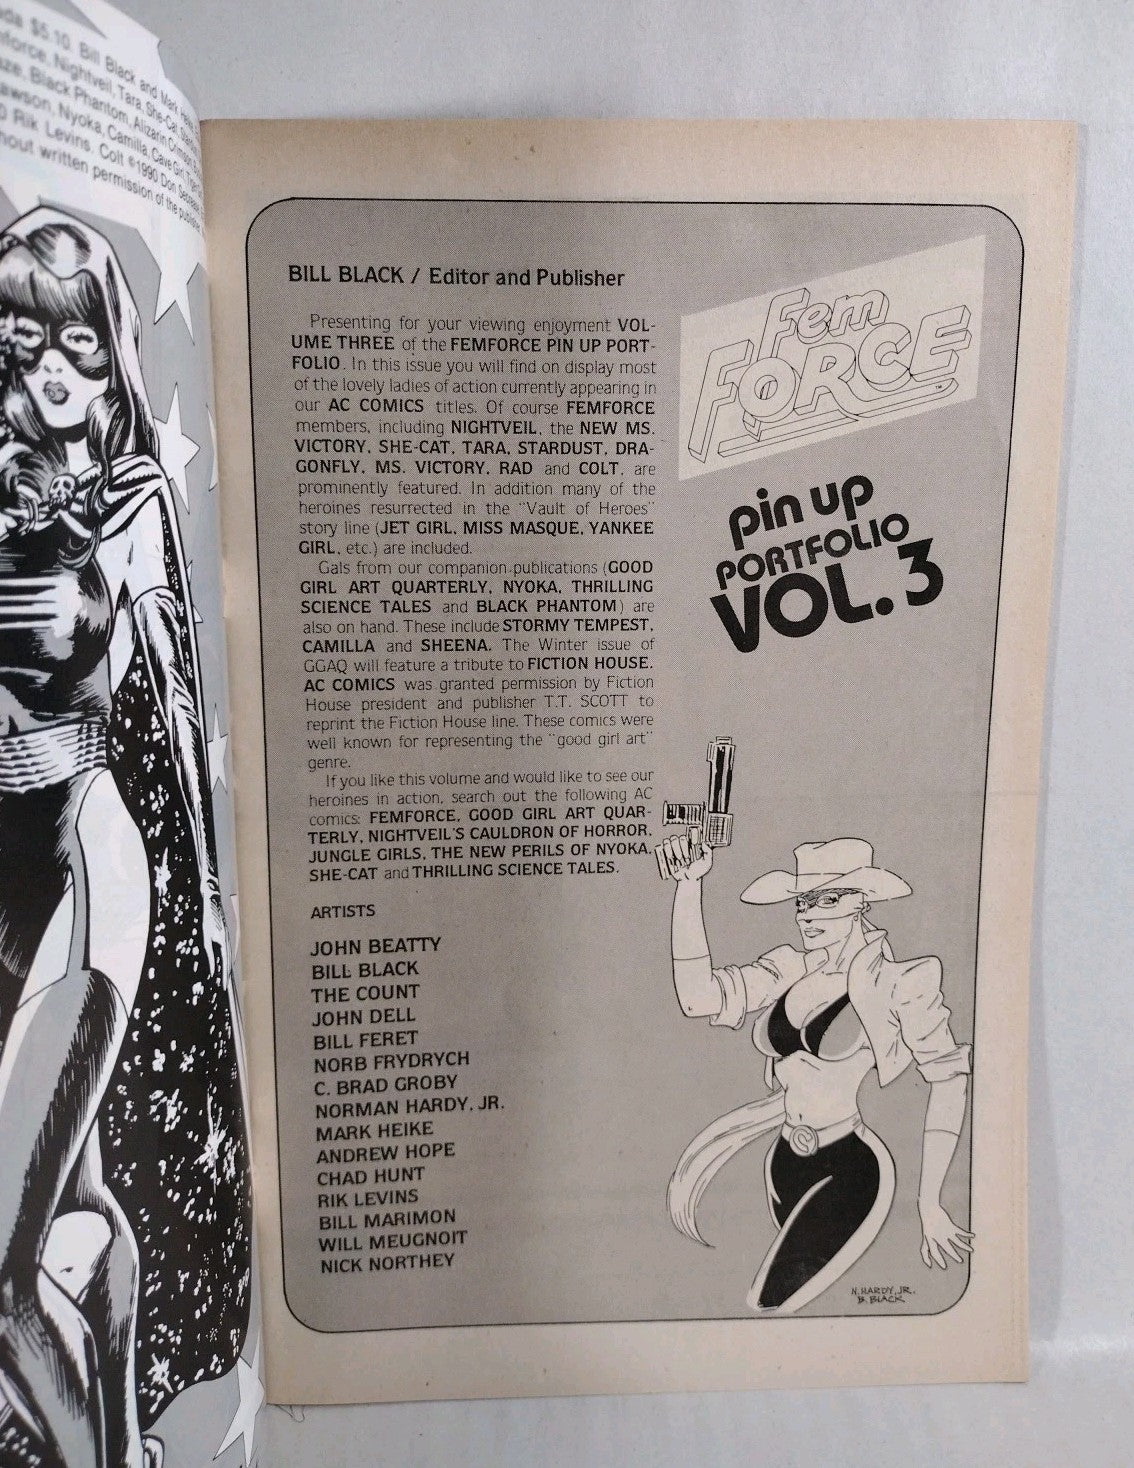 da $5.10. Bill Black and Mark
Nightveil, Tara, She-Cat,
Black Phantom, Alizarin Crimson,
Nyoka, Camilla, Cave Girl,
Rik Levins. Colt ©1990 Don
without written permission of the publisher.
BILL BLACK / Editor and Publisher
Presenting for your viewing enjoyment VOL-
UME THREE of the FEMFORCE PIN UP PORT-
FOLIO. In this issue you will find on display most
of the lovely ladies of action currently appearing in
our AC COMICS titles. Of course FEMFORCE
members, including NIGHTVEIL, the NEW MS.
VICTORY, SHE-CAT, TARA, STARDUST, DRA-
GONFLY, MS. VICTORY, RAD and COLT, are
prominently featured. In addition many of the
heroines resurrected in the "Vault of Heroes"
story line (JET GIRL, MISS MASQUE, YANKEE
GIRL, etc.) are included.
Gals from our companion publications (GOOD
GIRL ART QUARTERLY, NYOKA, THRILLING
SCIENCE TALES and BLACK PHANTOM) are
also on hand. These include STORMY TEMPEST,
CAMILLA and SHEENA. The Winter issue of
GGAQ will feature a tribute to FICTION HOUSE.
AC COMICS was granted permission by Fiction
House president and publisher T.T. SCOTT to
reprint the Fiction House line. These comics were
well known for representing the "good girl art"
genre.
If you like this volume and would like to see our
heroines in action, search out the following AC
comics: FEMFORCE, GOOD GIRL ART QUAR-
TERLY, NIGHTVEIL'S CAULDRON OF HORROR,
JUNGLE GIRLS, THE NEW PERILS OF NYOKA,
SHE-CAT and THRILLING SCIENCE TALES.
ARTISTS
JOHN BEATTY
BILL BLACK
THE COUNT
JOHN DELL
BILL FERET
NORB FRYDRYCH
C. BRAD GROBY
NORMAN HARDY, JR.
MARK HEIKE
ANDREW HOPE
CHAD HUNT
RIK LEVINS
BILL MARIMON
WILL MEUGNOIT
NICK NORTHEY
Fem
FORCE
™
pin up
PORTFOLIO
VOL. 3
N. HARDY, JR.
B. BLACK